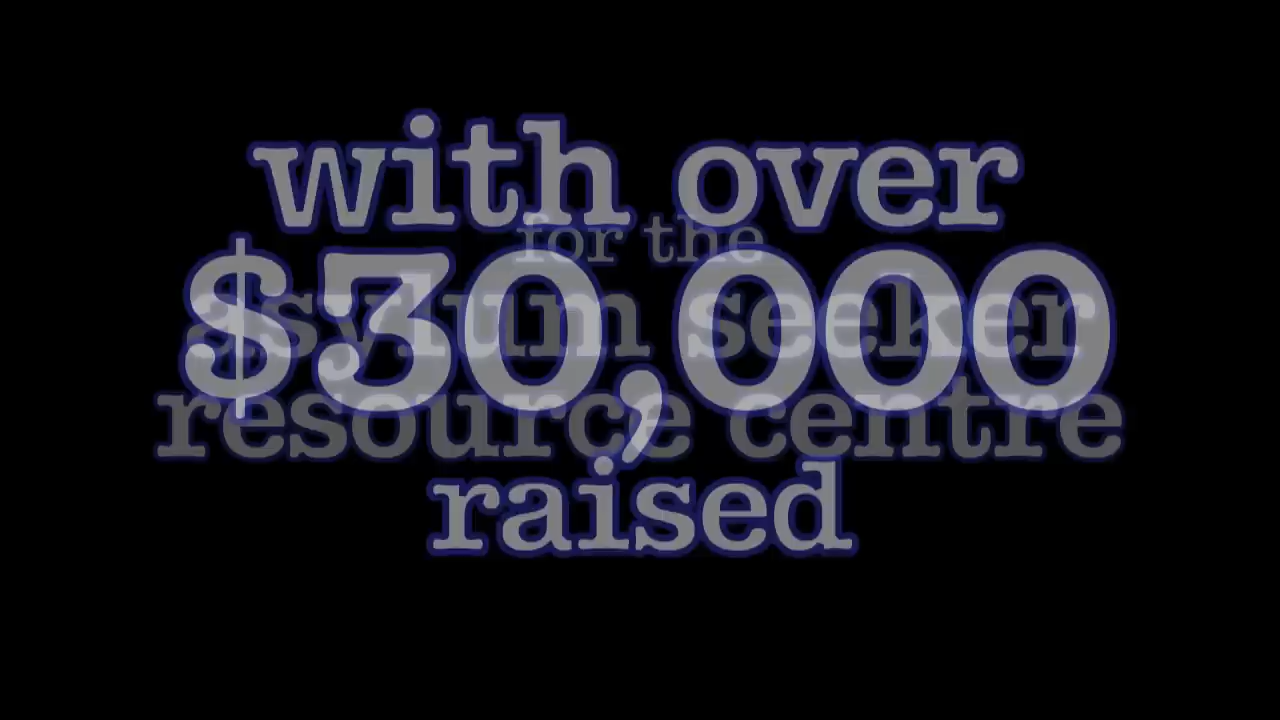 with over
$30,000
raised
for the
asylum seeker
resource centre